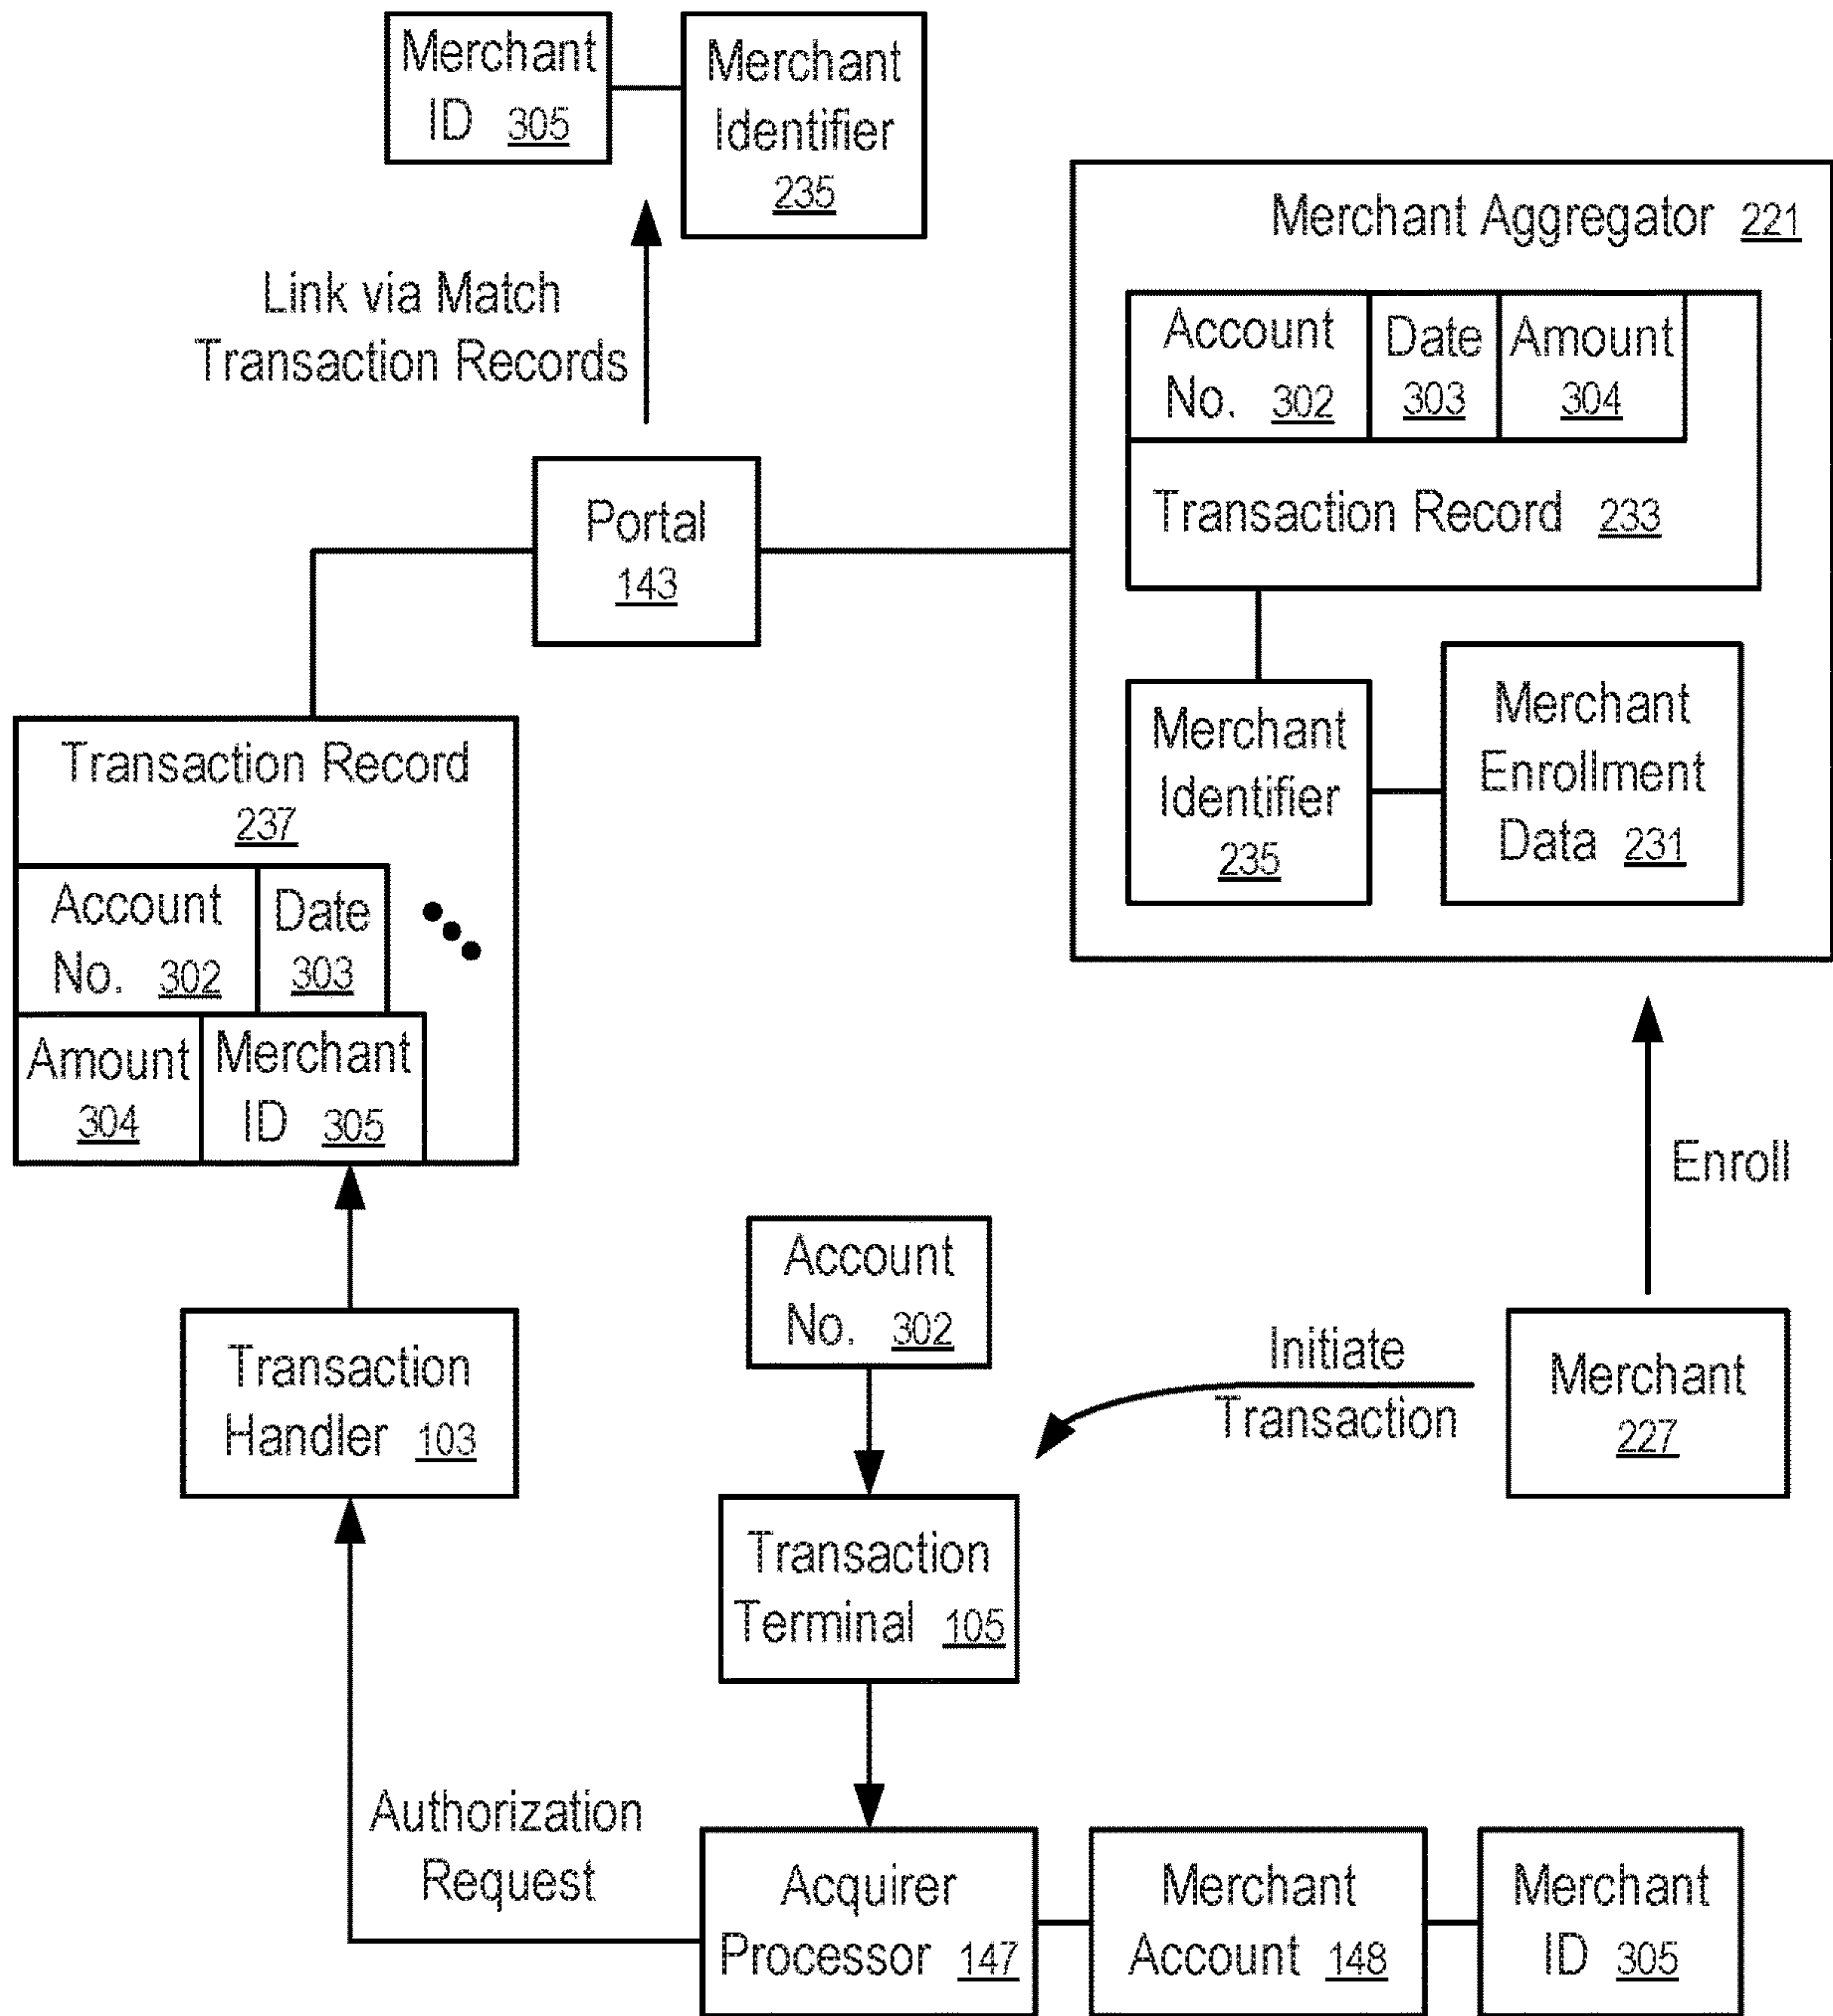 Merchant
ID 305
Merchant
Identifier
235
Link via Match
Transaction Records
Merchant Aggregator 221
Account
No. 302
Date
303
Amount
304
Transaction Record 233
Portal
143
Merchant
Identifier
235
Merchant
Enrollment
Data 231
Transaction Record
237
Account
No. 302
Date
303
Amount
304
Merchant
ID 305
Enroll
Account
No. 302
Transaction
Handler 103
Initiate
Transaction
Merchant
227
Transaction
Terminal 105
Authorization
Request
Acquirer
Processor 147
Merchant
Account 148
Merchant
ID 305